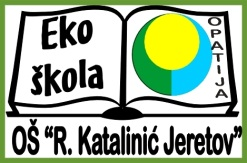 Eko
škola
OPATIJA
OŠ “R. Katalinić Jeretov”